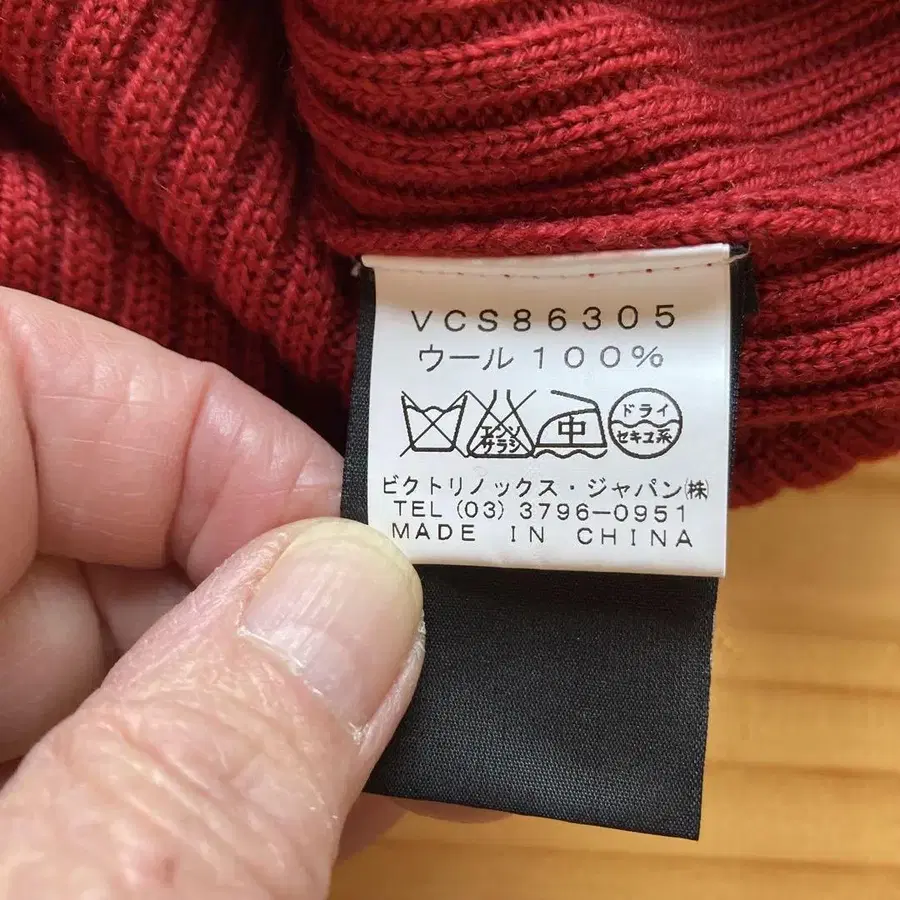 VCS86305
ウール100%
エンソ
サラシ
中
ドライ
セキユ系
ビクトリノックス・ジャパン㈱
TEL (03) 3796-0951
MADE IN CHINA